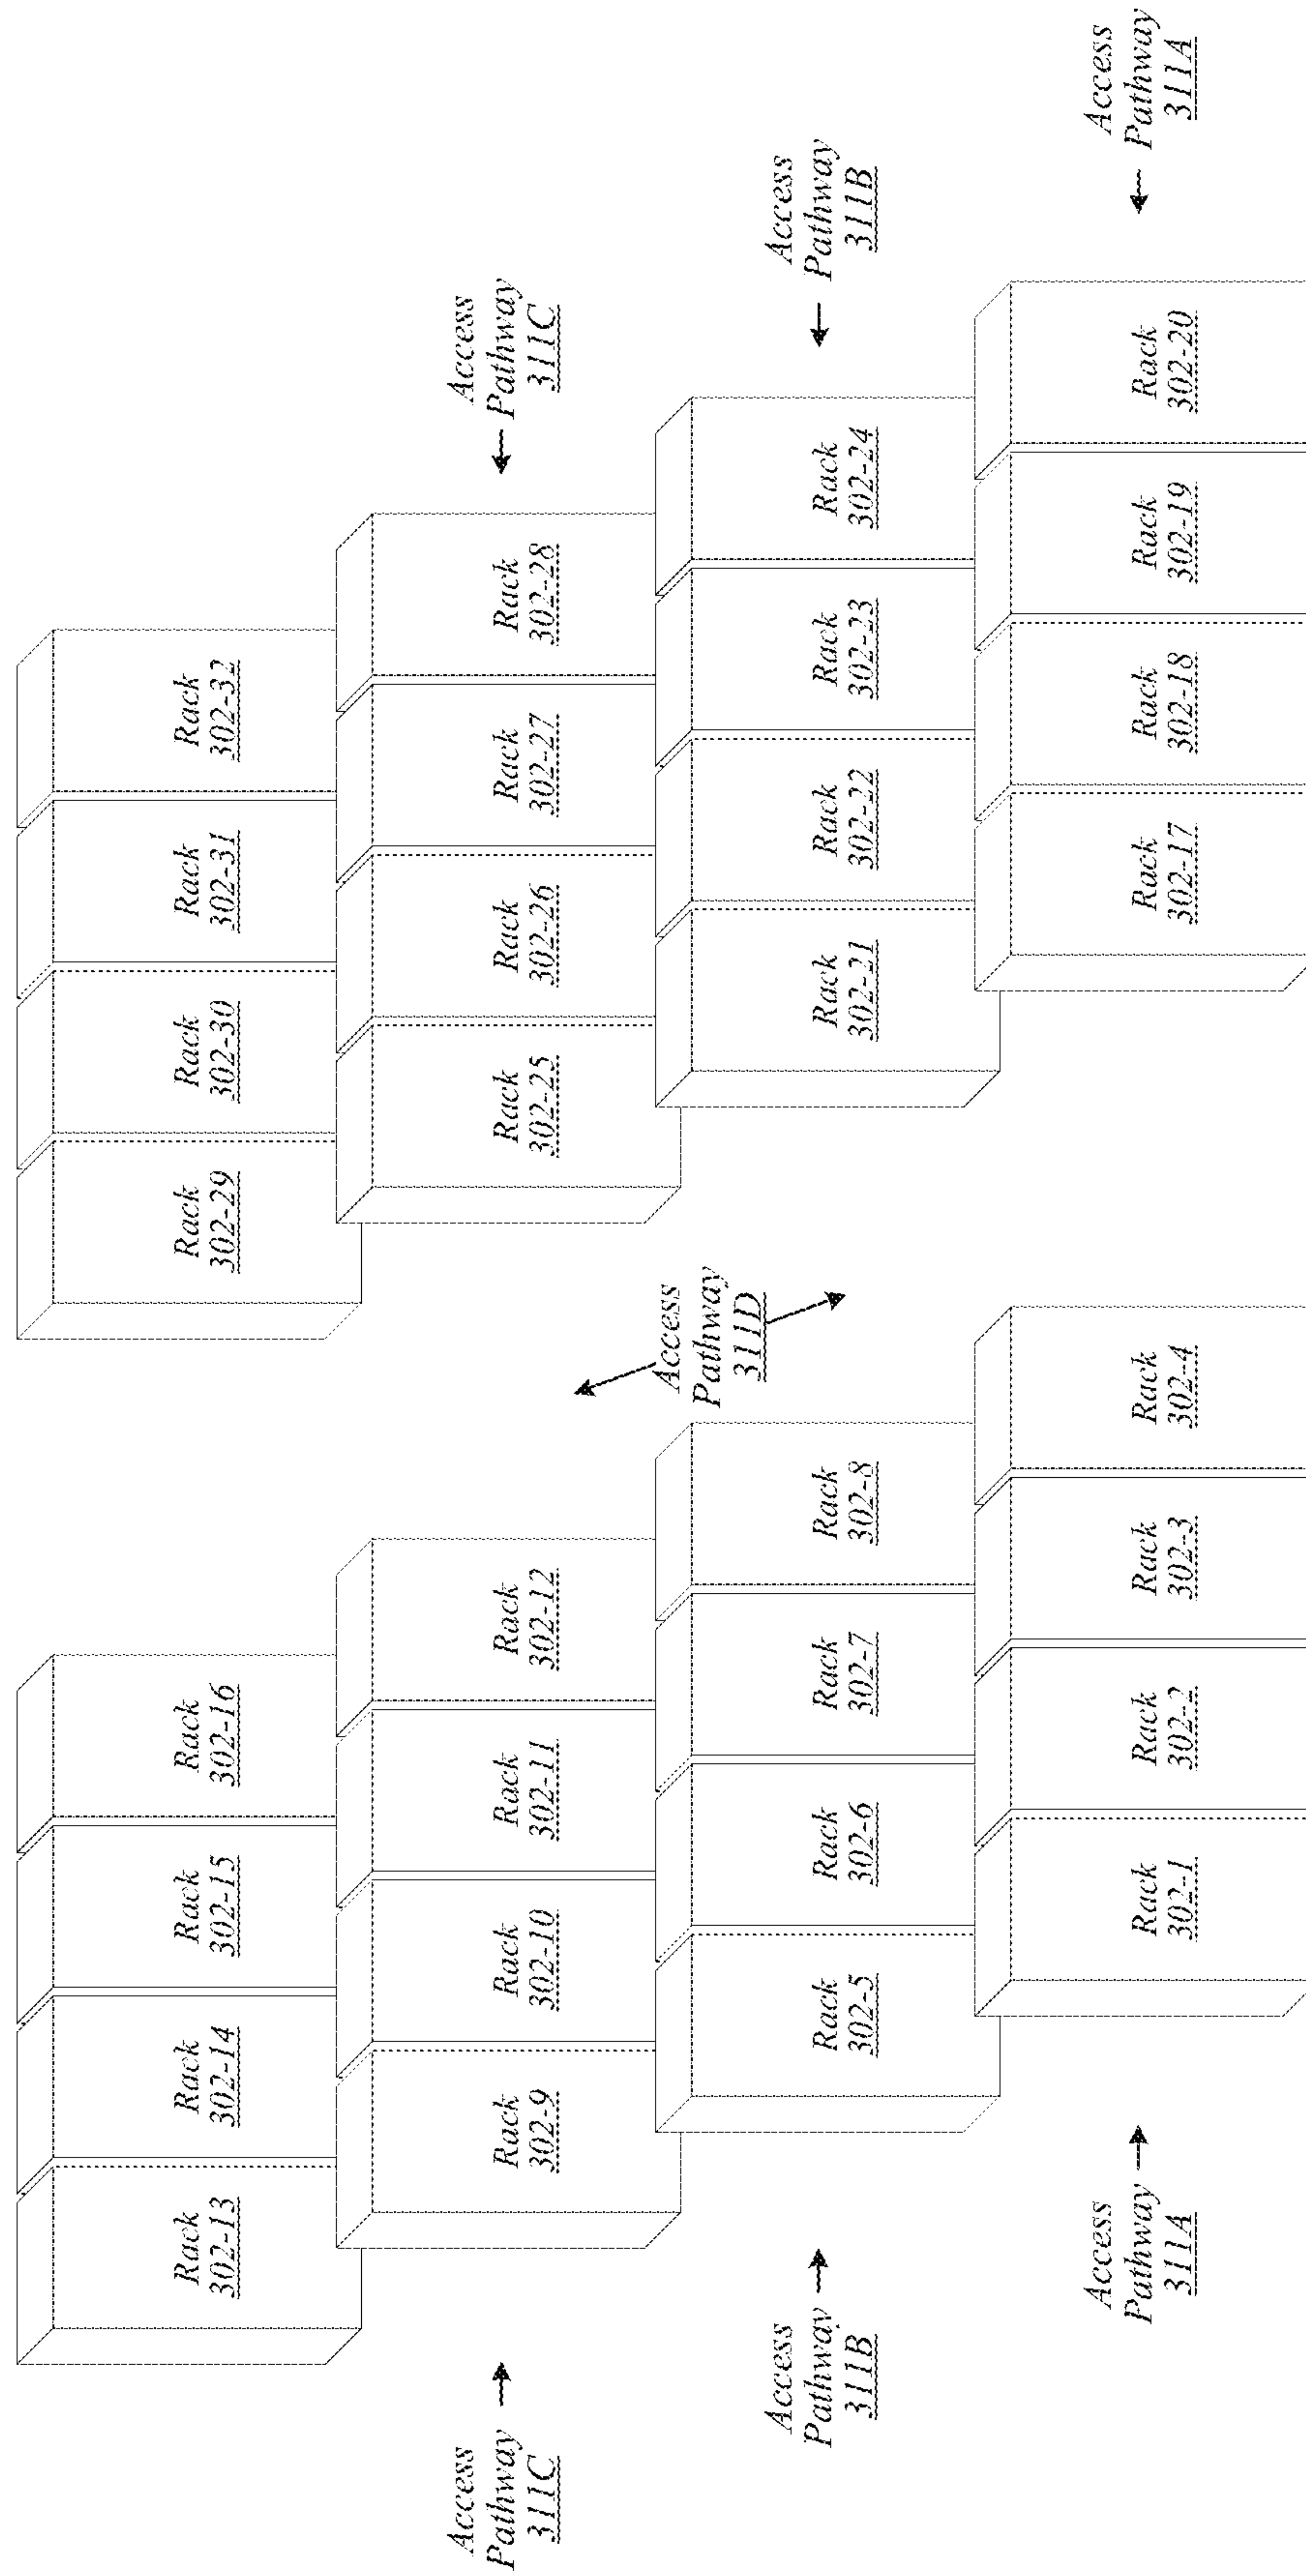 Rack
302-13
Rack
302-14
Rack
302-15
Rack
302-16
Rack
302-29
Rack
302-30
Rack
302-31
Rack
302-32
Access
Pathway
311C
Rack
302-9
Rack
302-10
Rack
302-11
Rack
302-12
Rack
302-25
Rack
302-26
Rack
302-27
Rack
302-28
Access
Pathway
311C
Access
Pathway
311D
Access
Pathway
311B
Rack
302-5
Rack
302-6
Rack
302-7
Rack
302-8
Rack
302-21
Rack
302-22
Rack
302-23
Rack
302-24
Access
Pathway
311B
Access
Pathway
311A
Rack
302-1
Rack
302-2
Rack
302-3
Rack
302-4
Rack
302-17
Rack
302-18
Rack
302-19
Rack
302-20
Access
Pathway
311A